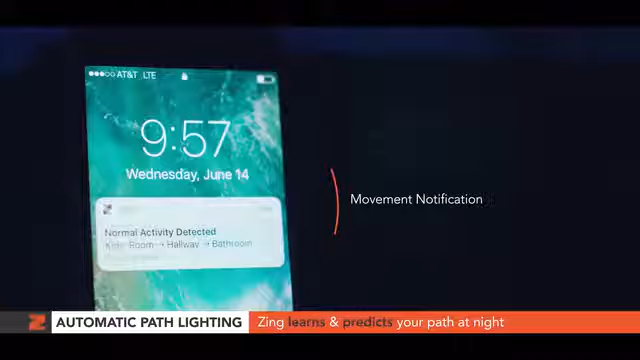 AT&T LTE
9:57
Wednesday, June 14
Normal Activity Detected
Kids Room → Hallway → Bathroom
Movement Notification
AUTOMATIC PATH LIGHTING
Zing learns & predicts your path at night